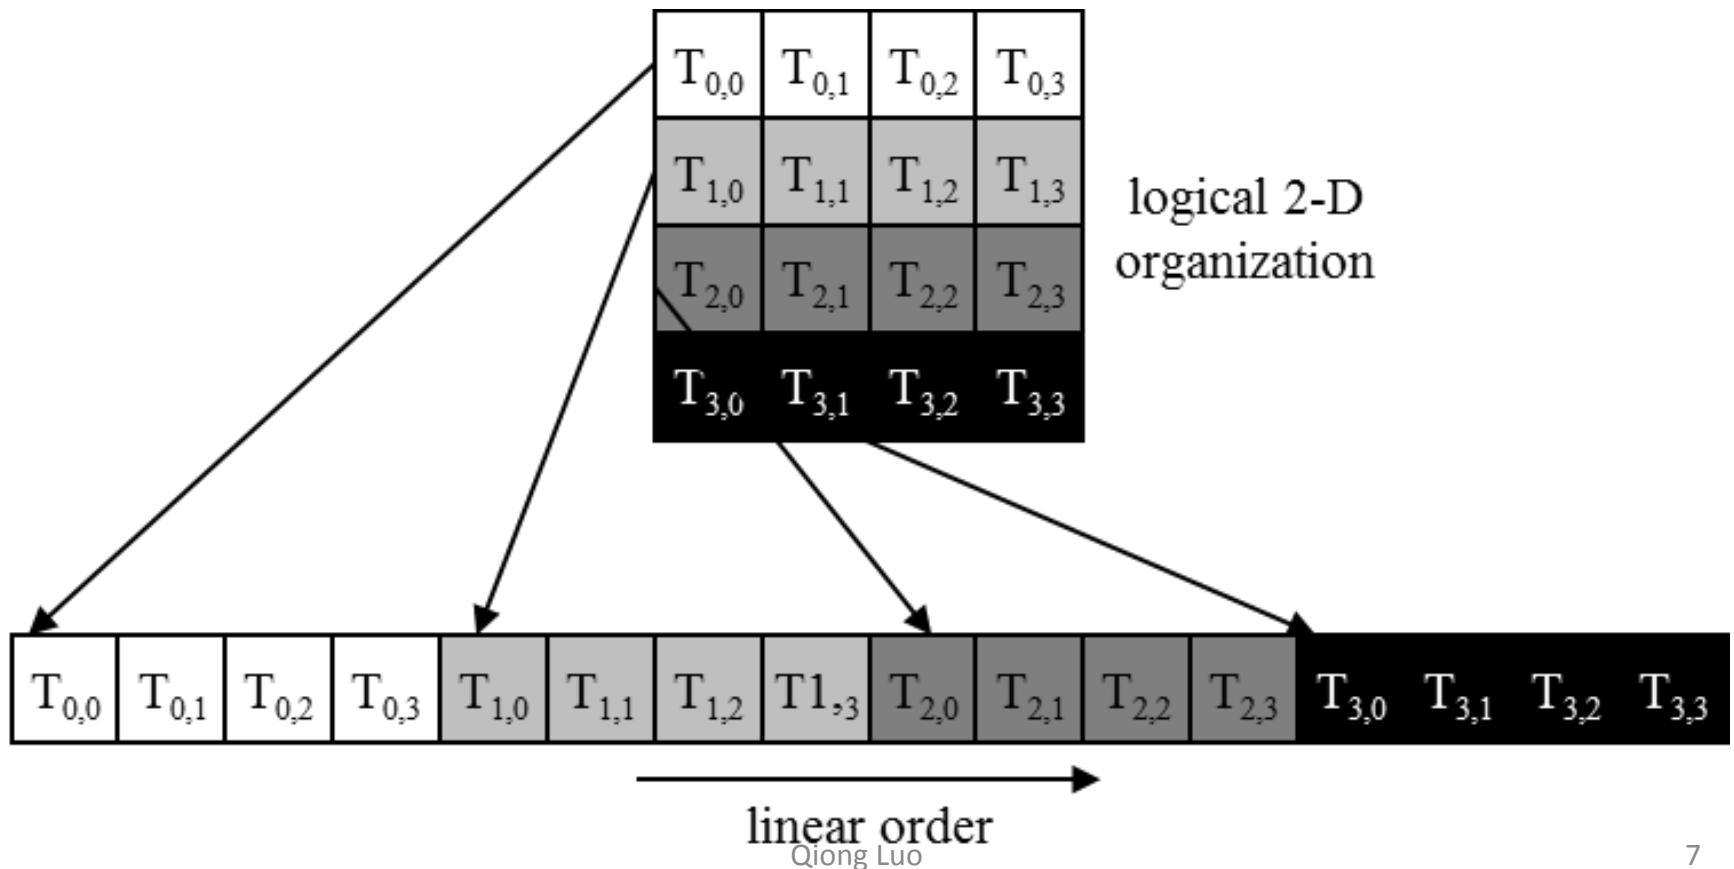 T0,0 T0,1 T0,2 T0,3
T1,0 T1,1 T1,2 T1,3
T2,0 T2,1 T2,2 T2,3
T3,0 T3,1 T3,2 T3,3
logical 2-D
organization
T0,0 T0,1 T0,2 T0,3 T1,0 T1,1 T1,2 T1,3 T2,0 T2,1 T2,2 T2,3 T3,0 T3,1 T3,2 T3,3
linear order
Qiong Luo
7